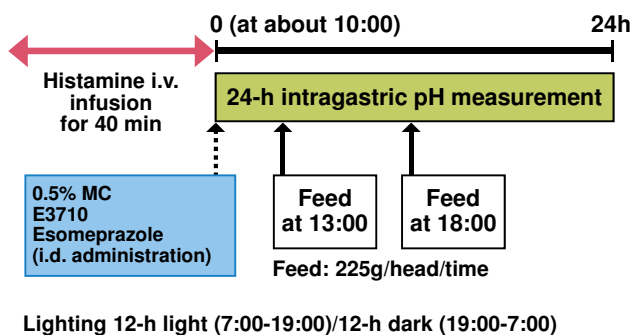 0 (at about 10:00)
24h
Histamine i.v.
infusion
for 40 min
24-h intragastric pH measurement
0.5% MC
E3710
Esomeprazole
(i.d. administration)
Feed
at 13:00
Feed
at 18:00
Feed: 225g/head/time
Lighting 12-h light (7:00-19:00)/12-h dark (19:00-7:00)